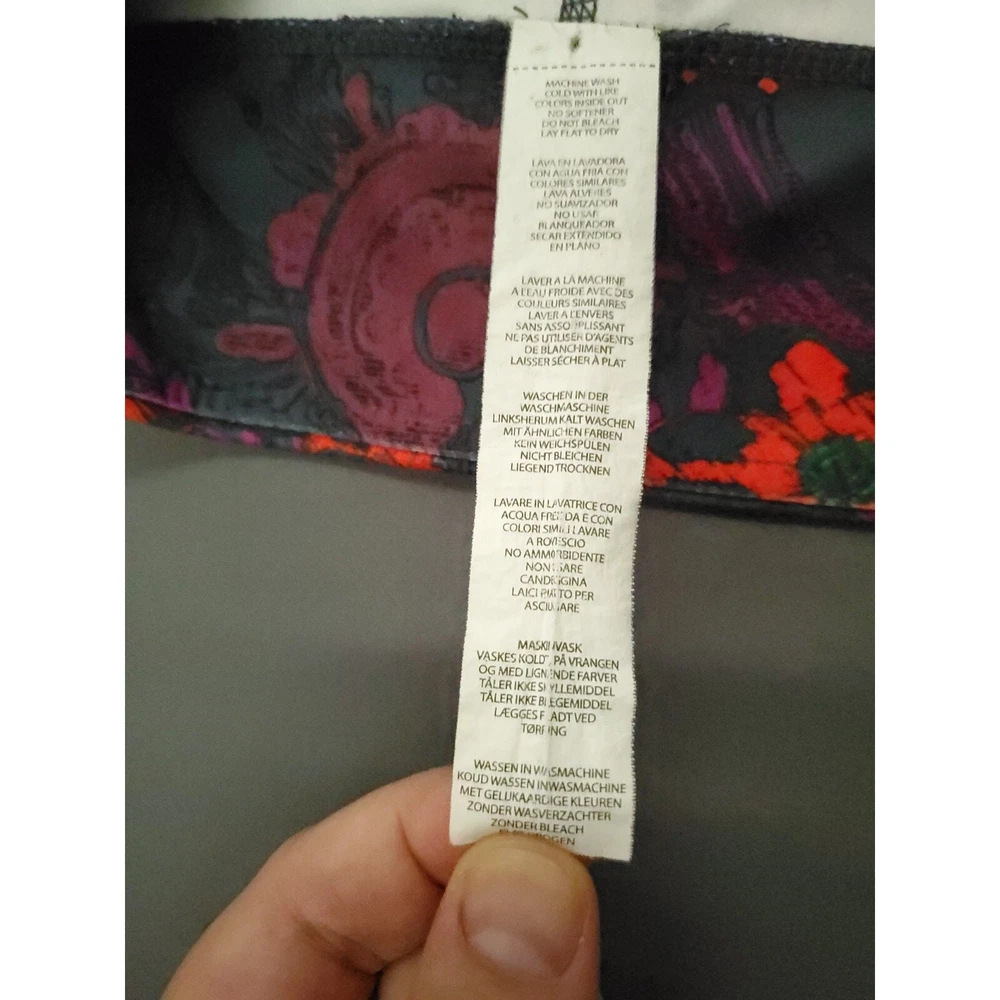 MACHINE WASH
COLD WITH LIKE
COLORS INSIDE OUT
NO SOFTENER
DO NOT BLEACH
LAY FLAT TO DRY
LAVA EN LAVADORA
CON AGUA FRIA CON
COLORES SIMILARES
LAVA AL REVES
NO SUAVIZADOR
NO USAR
BLANQUEADOR
SECAR EXTENDIDO
EN PLANO
LAVER A LA MACHINE
A L'EAU FROIDE AVEC DES
COULEURS SIMILAIRES
LAVER A L'ENVERS
SANS ASSOUPLISSANT
NE PAS UTILISER D'AGENTS
DE BLANCHIMENT
LAISSER SÉCHER À PLAT
WASCHEN IN DER
WASCHMASCHINE
LINKSHERUM KALT WASCHEN
MIT ÄHNLICHEN FARBEN
KEIN WEICHSPÜLEN
NICHT BLEICHEN
LIEGEND TROCKNEN
LAVARE IN LAVATRICE CON
ACQUA FREDDA E CON
COLORI SIMILI LAVARE
A ROVESCIO
NO AMMORBIDENTE
NON USARE
CANDEGGINA
LAICI PIATTO PER
ASCIUGARE
MASKINVASK
VASKES KOLDT, PÅ VRANGEN
OG MED LIGNENDE FARVER
TÅLER IKKE SKYLLEMIDDEL
TÅLER IKKE BLEGEMIDDEL
LÆGGES FLADT VED
TØRRING
WASSEN IN WASMACHINE
KOUD WASSEN INWASMACHINE
MET GELIJKAARDIGE KLEUREN
ZONDER WASVERZACHTER
ZONDER BLEACH